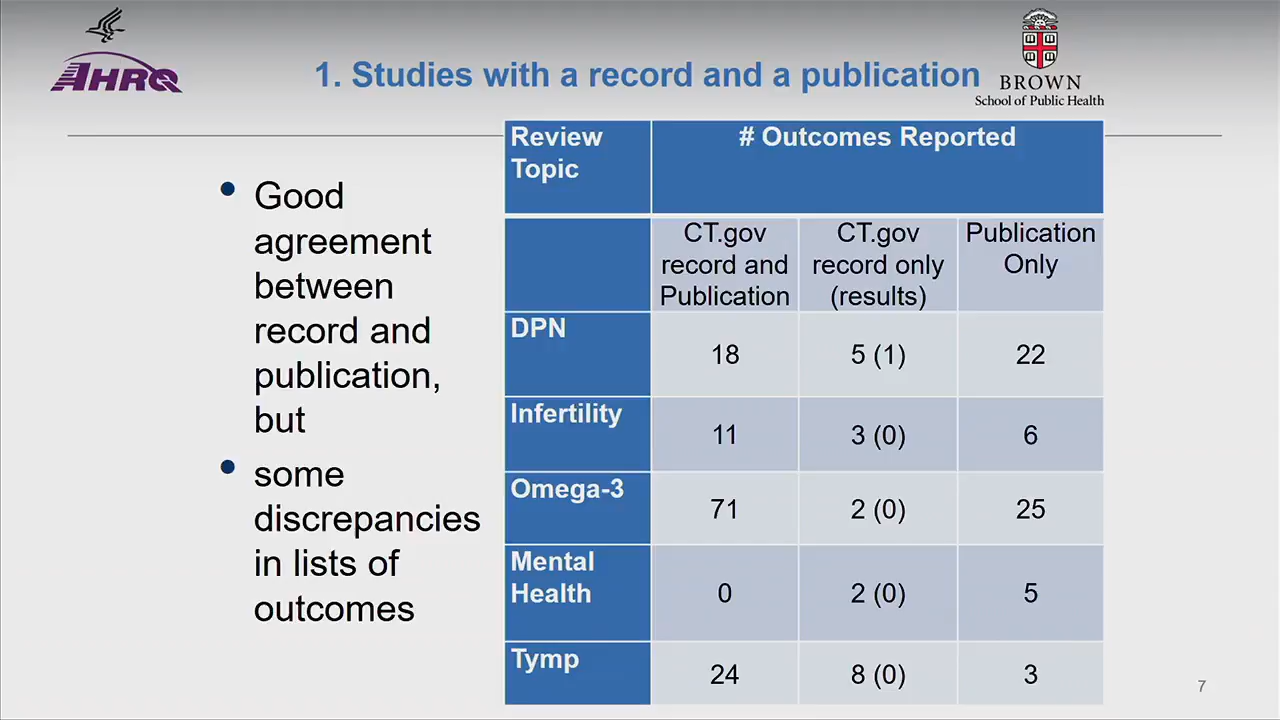 AHRQ
1. Studies with a record and a publication
BROWN
School of Public Health
• Good
agreement
between
record and
publication,
but
• some
discrepancies
in lists of
outcomes
Review
Topic
# Outcomes Reported
CT.gov
record and
Publication
CT.gov
record only
(results)
Publication
Only
DPN
18
5 (1)
22
Infertility
11
3 (0)
6
Omega-3
71
2 (0)
25
Mental
Health
0
2 (0)
5
Tymp
24
8 (0)
3
7